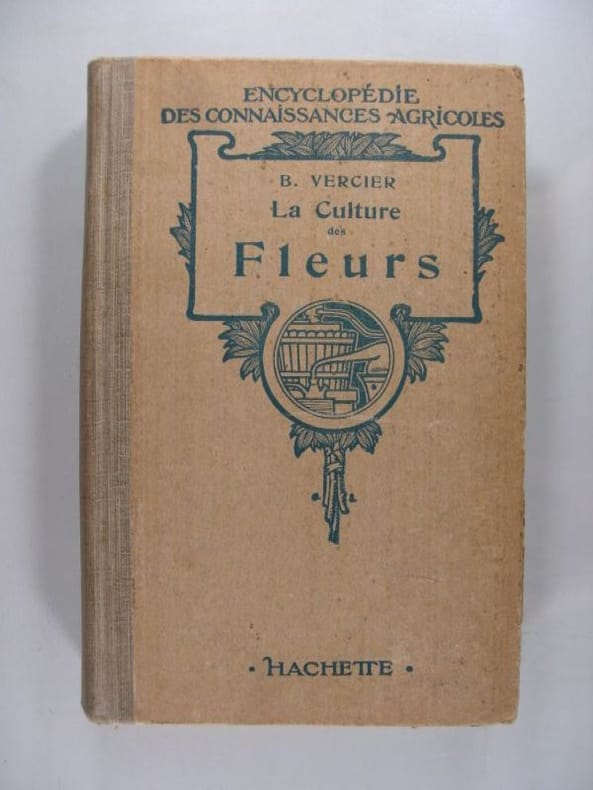 ENCYCLOPÉDIE
DES CONNAISSANCES AGRICOLES
B. VERCIER
La Culture
des
Fleurs
• HACHETTE •